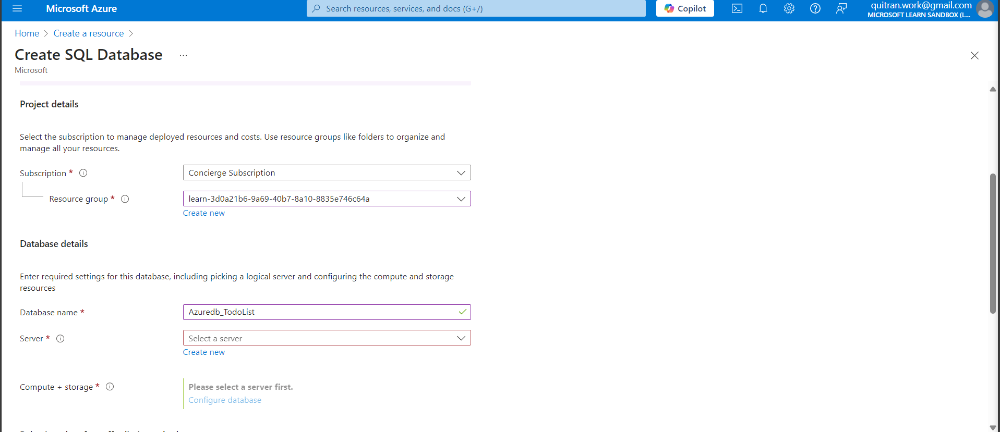 Microsoft Azure
Search resources, services, and docs (G+/)
Copilot
quitran.work@gmail.com
MICROSOFT LEARN SANDBOX (L...
Home > Create a resource >
Create SQL Database ...
Microsoft
Project details
Select the subscription to manage deployed resources and costs. Use resource groups like folders to organize and
manage all your resources.
Subscription *
Concierge Subscription
Resource group *
learn-3d0a21b6-9a69-40b7-8a10-8835e746c64a
Create new
Database details
Enter required settings for this database, including picking a logical server and configuring the compute and storage
resources
Database name *
Azuredb_TodoList
Server *
Select a server
Create new
Compute + storage *
Please select a server first.
Configure database